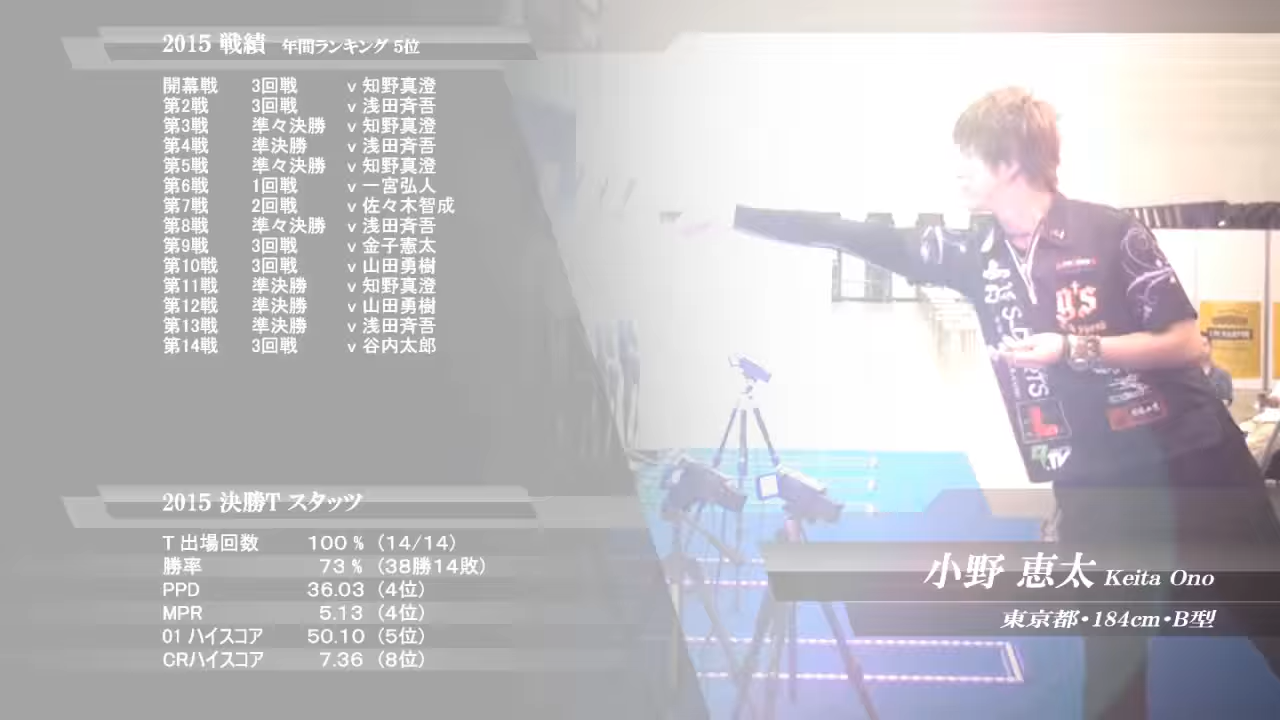 2015 戦績 年間ランキング 5位
開幕戦 3回戦 v 知野真澄
第2戦 3回戦 v 浅田斉吾
第3戦 準々決勝 v 知野真澄
第4戦 準決勝 v 浅田斉吾
第5戦 準々決勝 v 知野真澄
第6戦 1回戦 v 一宮弘人
第7戦 2回戦 v 佐々木智成
第8戦 準々決勝 v 浅田斉吾
第9戦 3回戦 v 金子憲太
第10戦 3回戦 v 山田勇樹
第11戦 準決勝 v 知野真澄
第12戦 準決勝 v 山田勇樹
第13戦 準決勝 v 浅田斉吾
第14戦 3回戦 v 谷内太郎
2015 決勝T スタッツ
T 出場回数 100 % (14/14)
勝率 73 % (38勝14敗)
PPD 36.03 (4位)
MPR 5.13 (4位)
01 ハイスコア 50.10 (5位)
CRハイスコア 7.36 (8位)
小野 恵太 Keita Ono
東京都・184cm・B型